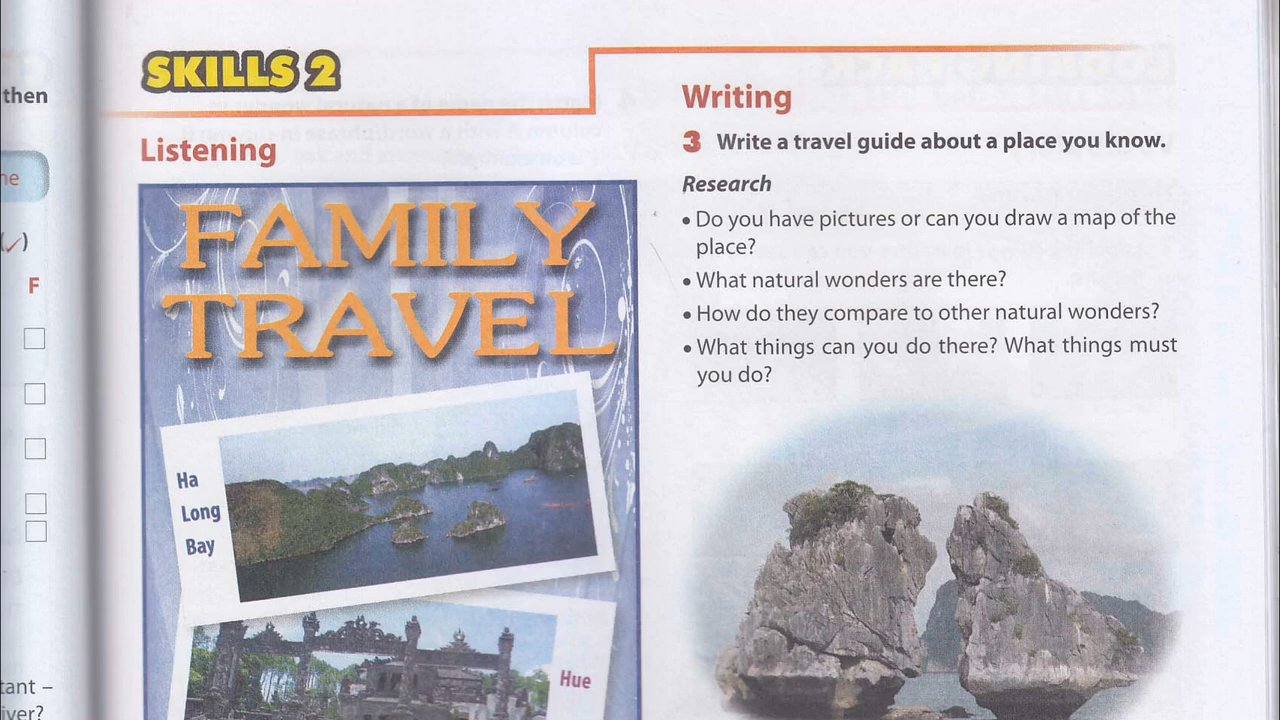 then
F
tant –
iver?
SKILLS 2
Listening
FAMILY
TRAVEL
Ha
Long
Bay
Hue
Writing
3 Write a travel guide about a place you know.
Research
• Do you have pictures or can you draw a map of the
place?
• What natural wonders are there?
• How do they compare to other natural wonders?
• What things can you do there? What things must
you do?